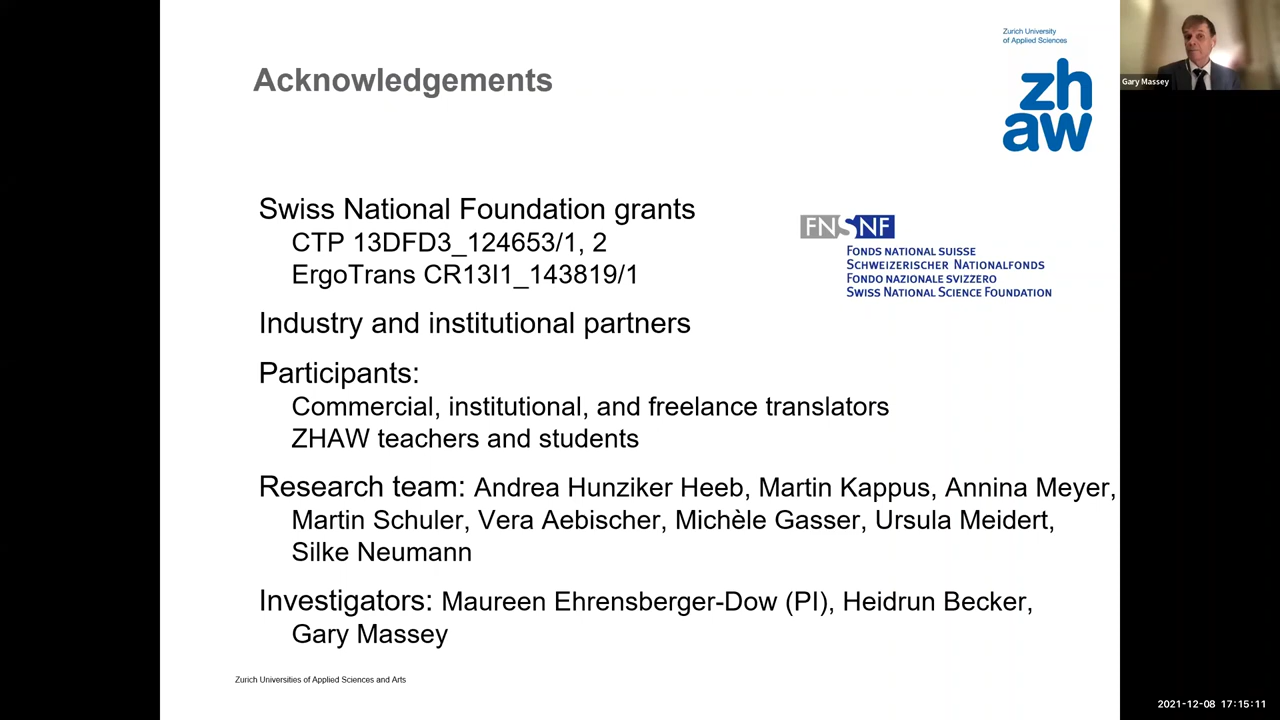 Zurich University
of Applied Sciences
zh
aw
Gary Massey
Acknowledgements
Swiss National Foundation grants
CTP 13DFD3_124653/1, 2
ErgoTrans CR13I1_143819/1
FNSNF
FONDS NATIONAL SUISSE
SCHWEIZERISCHER NATIONALFONDS
FONDO NAZIONALE SVIZZERO
SWISS NATIONAL SCIENCE FOUNDATION
Industry and institutional partners
Participants:
Commercial, institutional, and freelance translators
ZHAW teachers and students
Research team: Andrea Hunziker Heeb, Martin Kappus, Annina Meyer,
Martin Schuler, Vera Aebischer, Michèle Gasser, Ursula Meidert,
Silke Neumann
Investigators: Maureen Ehrensberger-Dow (PI), Heidrun Becker,
Gary Massey
Zurich Universities of Applied Sciences and Arts
2021-12-08 17:15:11